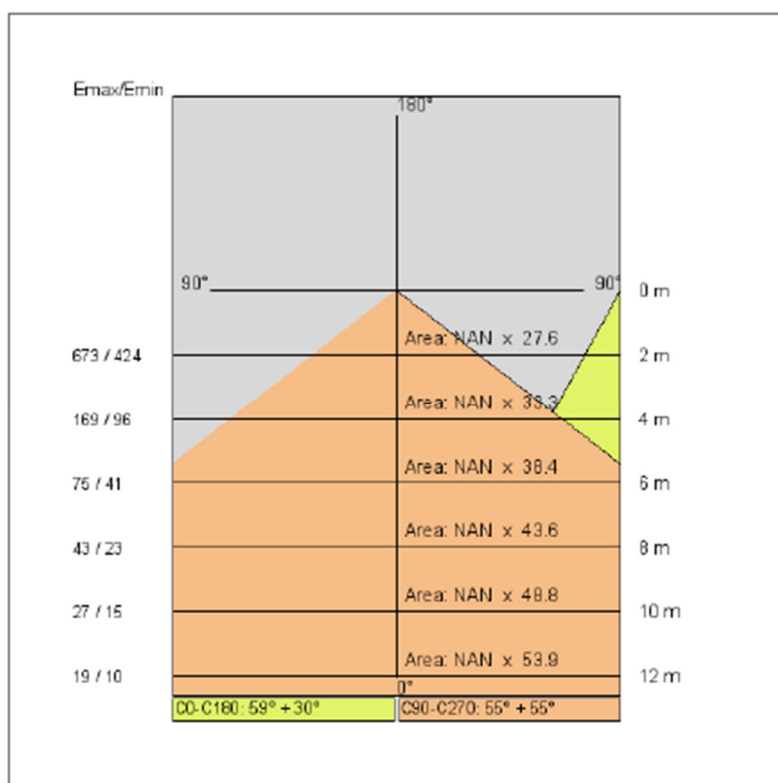 Emax/Emin
180°
90° 90° 0 m
Area: NAN x 27.6
673 / 424 2 m
Area: NAN x 33.3
169 / 96 4 m
Area: NAN x 38.4
75 / 41 6 m
Area: NAN x 43.6
43 / 23 8 m
Area: NAN x 48.8
27 / 15 10 m
Area: NAN x 53.9
19 / 10 12 m
0°
C0-C180: 59° + 30° C90-C270: 55° + 55°